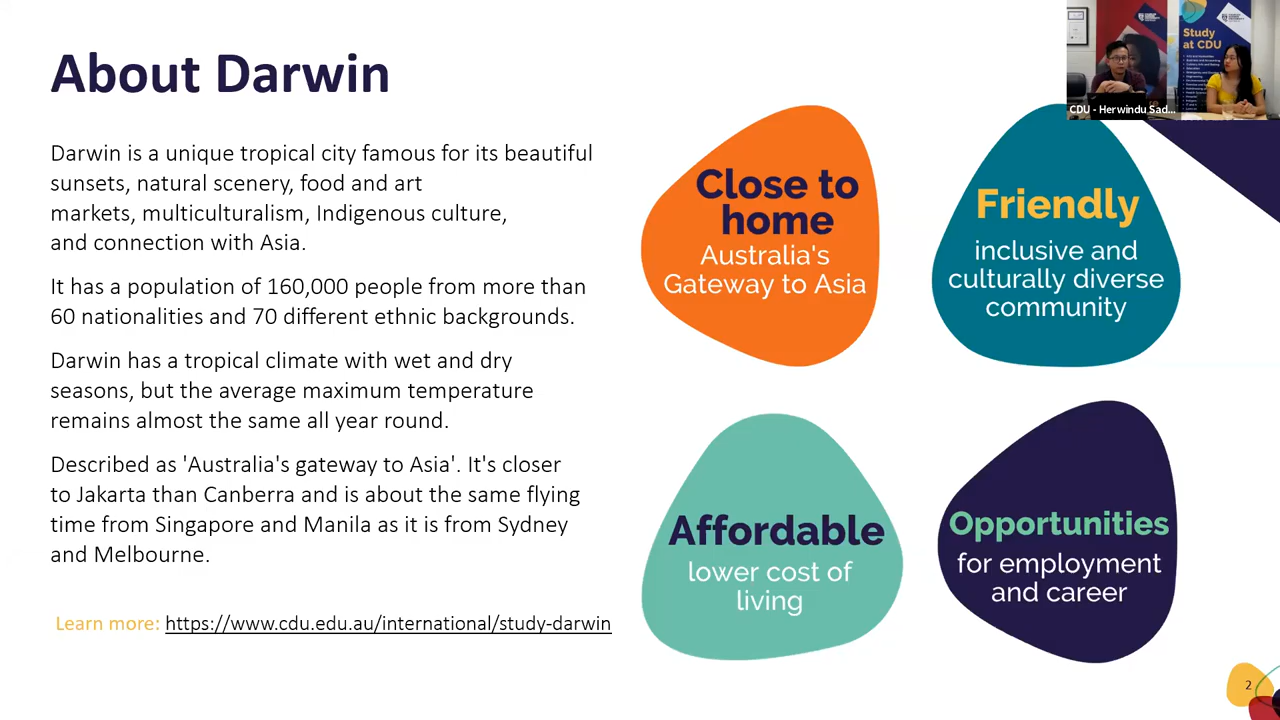 About Darwin
Darwin is a unique tropical city famous for its beautiful
sunsets, natural scenery, food and art
markets, multiculturalism, Indigenous culture,
and connection with Asia.
It has a population of 160,000 people from more than
60 nationalities and 70 different ethnic backgrounds.
Darwin has a tropical climate with wet and dry
seasons, but the average maximum temperature
remains almost the same all year round.
Described as 'Australia's gateway to Asia'. It's closer
to Jakarta than Canberra and is about the same flying
time from Singapore and Manila as it is from Sydney
and Melbourne.
Learn more: https://www.cdu.edu.au/international/study-darwin
Close to
home
Australia's
Gateway to Asia
Friendly
inclusive and
culturally diverse
community
Affordable
lower cost of
living
Opportunities
for employment
and career
Study
at CDU
CDU - Herwindu Sad...
2